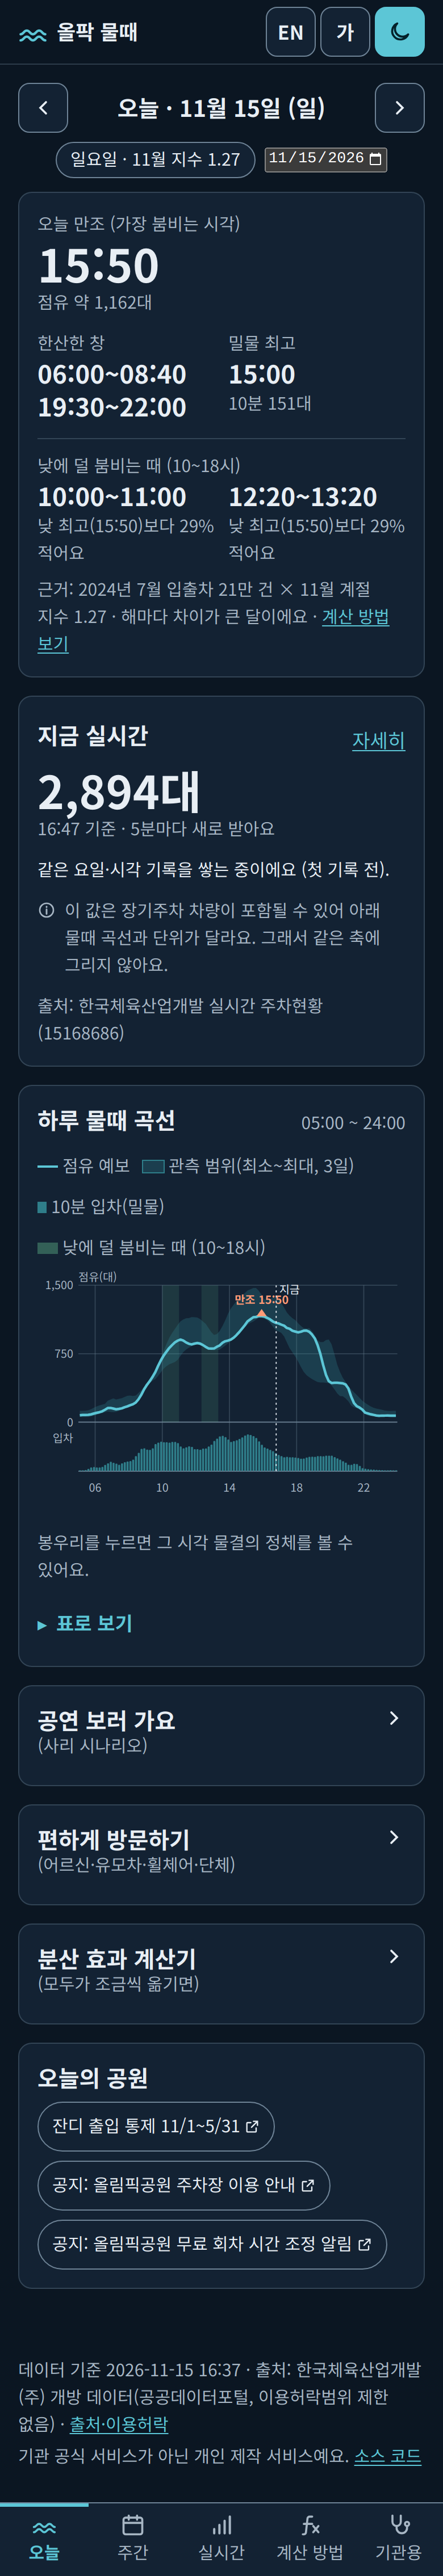 올팍 물때
EN
가
오늘 · 11월 15일 (일)
일요일 · 11월 지수 1.27
11/15/2026
오늘 만조 (가장 붐비는 시각)
15:50
점유 약 1,162대
한산한 창
06:00~08:40
19:30~22:00
밀물 최고
15:00
10분 151대
낮에 덜 붐비는 때 (10~18시)
10:00~11:00
낮 최고(15:50)보다 29%
적어요
12:20~13:20
낮 최고(15:50)보다 29%
적어요
근거: 2024년 7월 입출차 21만 건 × 11월 계절
지수 1.27 · 해마다 차이가 큰 달이에요 · 계산 방법
보기
지금 실시간
자세히
2,894대
16:47 기준 · 5분마다 새로 받아요
같은 요일·시각 기록을 쌓는 중이에요 (첫 기록 전).
이 값은 장기주차 차량이 포함될 수 있어 아래
물때 곡선과 단위가 달라요. 그래서 같은 축에
그리지 않아요.
출처: 한국체육산업개발 실시간 주차현황
(15168686)
하루 물때 곡선
05:00 ~ 24:00
점유 예보
관측 범위(최소~최대, 3일)
10분 입차(밀물)
낮에 덜 붐비는 때 (10~18시)
점유(대)
1,500
750
0
입차
지금
만조 15:50
06
10
14
18
22
봉우리를 누르면 그 시각 물결의 정체를 볼 수
있어요.
▸ 표로 보기
공연 보러 가요
(사리 시나리오)
편하게 방문하기
(어르신·유모차·휠체어·단체)
분산 효과 계산기
(모두가 조금씩 옮기면)
오늘의 공원
잔디 출입 통제 11/1~5/31
공지: 올림픽공원 주차장 이용 안내
공지: 올림픽공원 무료 회차 시간 조정 알림
데이터 기준 2026-11-15 16:37 · 출처: 한국체육산업개발
(주) 개방 데이터(공공데이터포털, 이용허락범위 제한
없음) · 출처·이용허락
기관 공식 서비스가 아닌 개인 제작 서비스예요. 소스 코드
오늘
주간
실시간
계산 방법
기관용